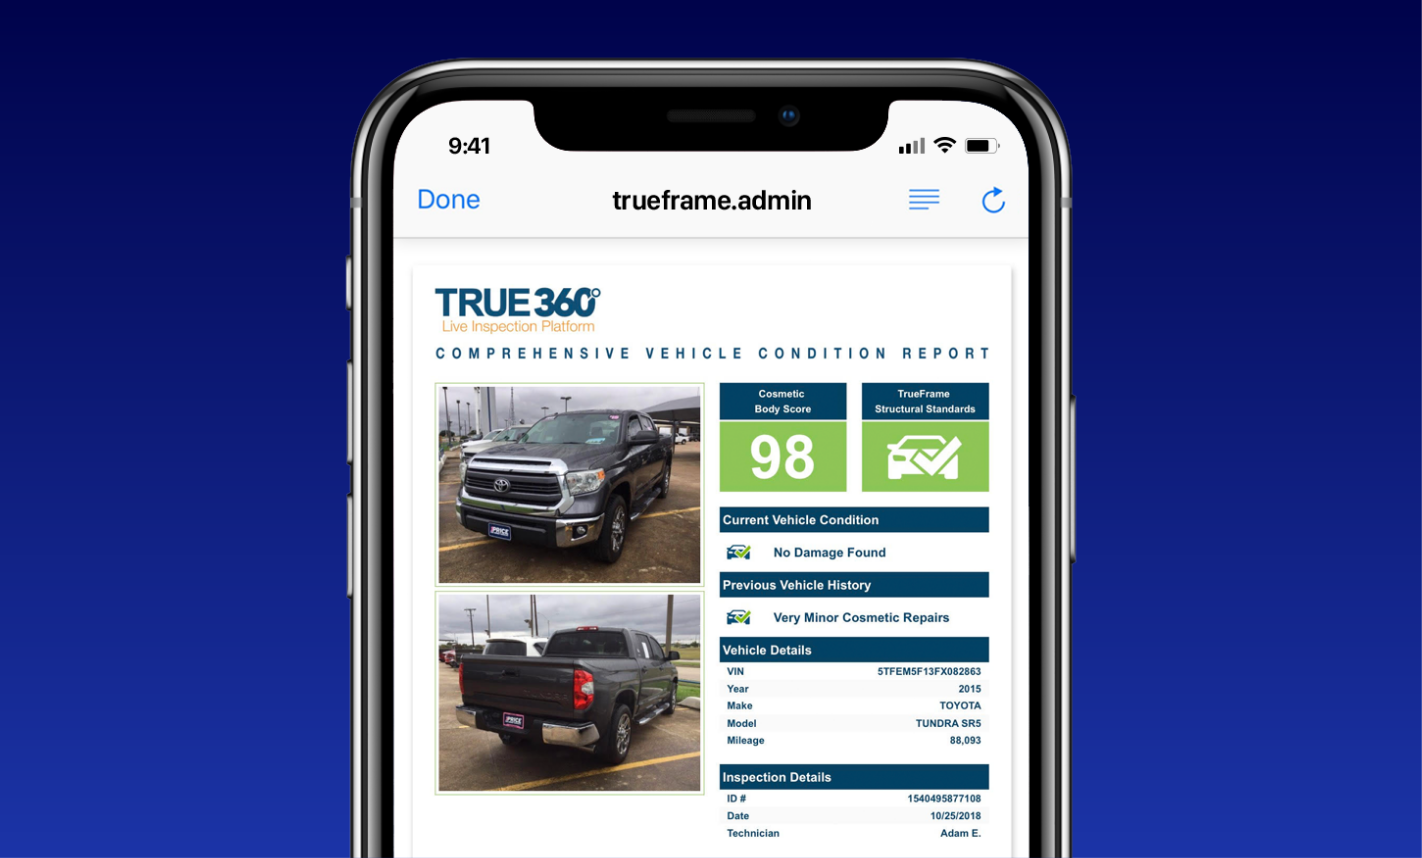 9:41
Done
trueframe.admin
TRUE360°
Live Inspection Platform
COMPREHENSIVE VEHICLE CONDITION REPORT
Cosmetic
Body Score
98
TrueFrame
Structural Standards
PRICE
PRICE
Current Vehicle Condition
No Damage Found
Previous Vehicle History
Very Minor Cosmetic Repairs
Vehicle Details
VIN 5TFEM5F13FX082863
Year 2015
Make TOYOTA
Model TUNDRA SR5
Mileage 88,093
Inspection Details
ID # 1540495877108
Date 10/25/2018
Technician Adam E.